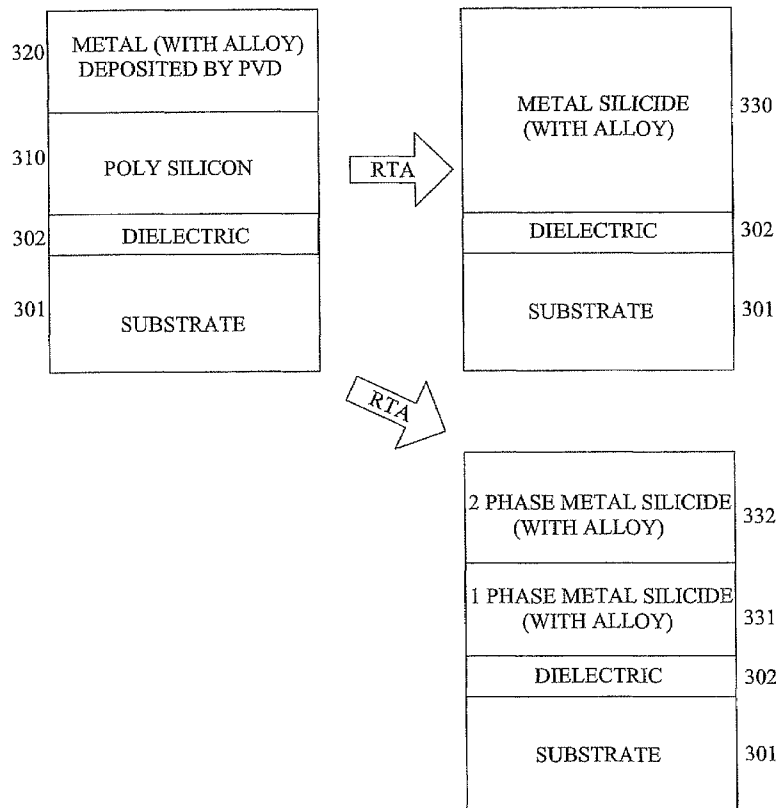 320
METAL (WITH ALLOY)
DEPOSITED BY PVD
310
POLY SILICON
302
DIELECTRIC
301
SUBSTRATE
RTA
METAL SILICIDE
(WITH ALLOY)
330
DIELECTRIC
302
SUBSTRATE
301
RTA
2 PHASE METAL SILICIDE
(WITH ALLOY)
332
1 PHASE METAL SILICIDE
(WITH ALLOY)
331
DIELECTRIC
302
SUBSTRATE
301